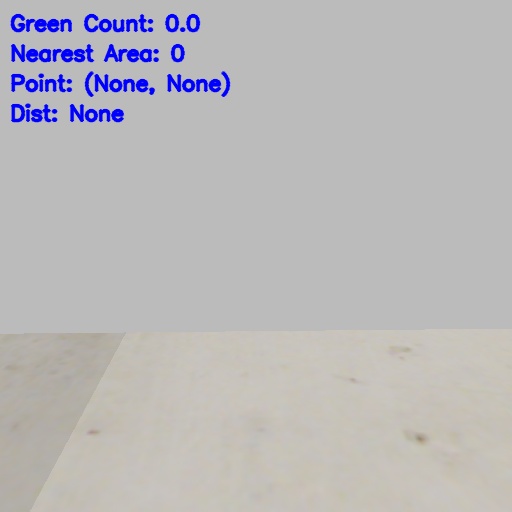 Green Count: 0.0
Nearest Area: 0
Point: (None, None)
Dist: None